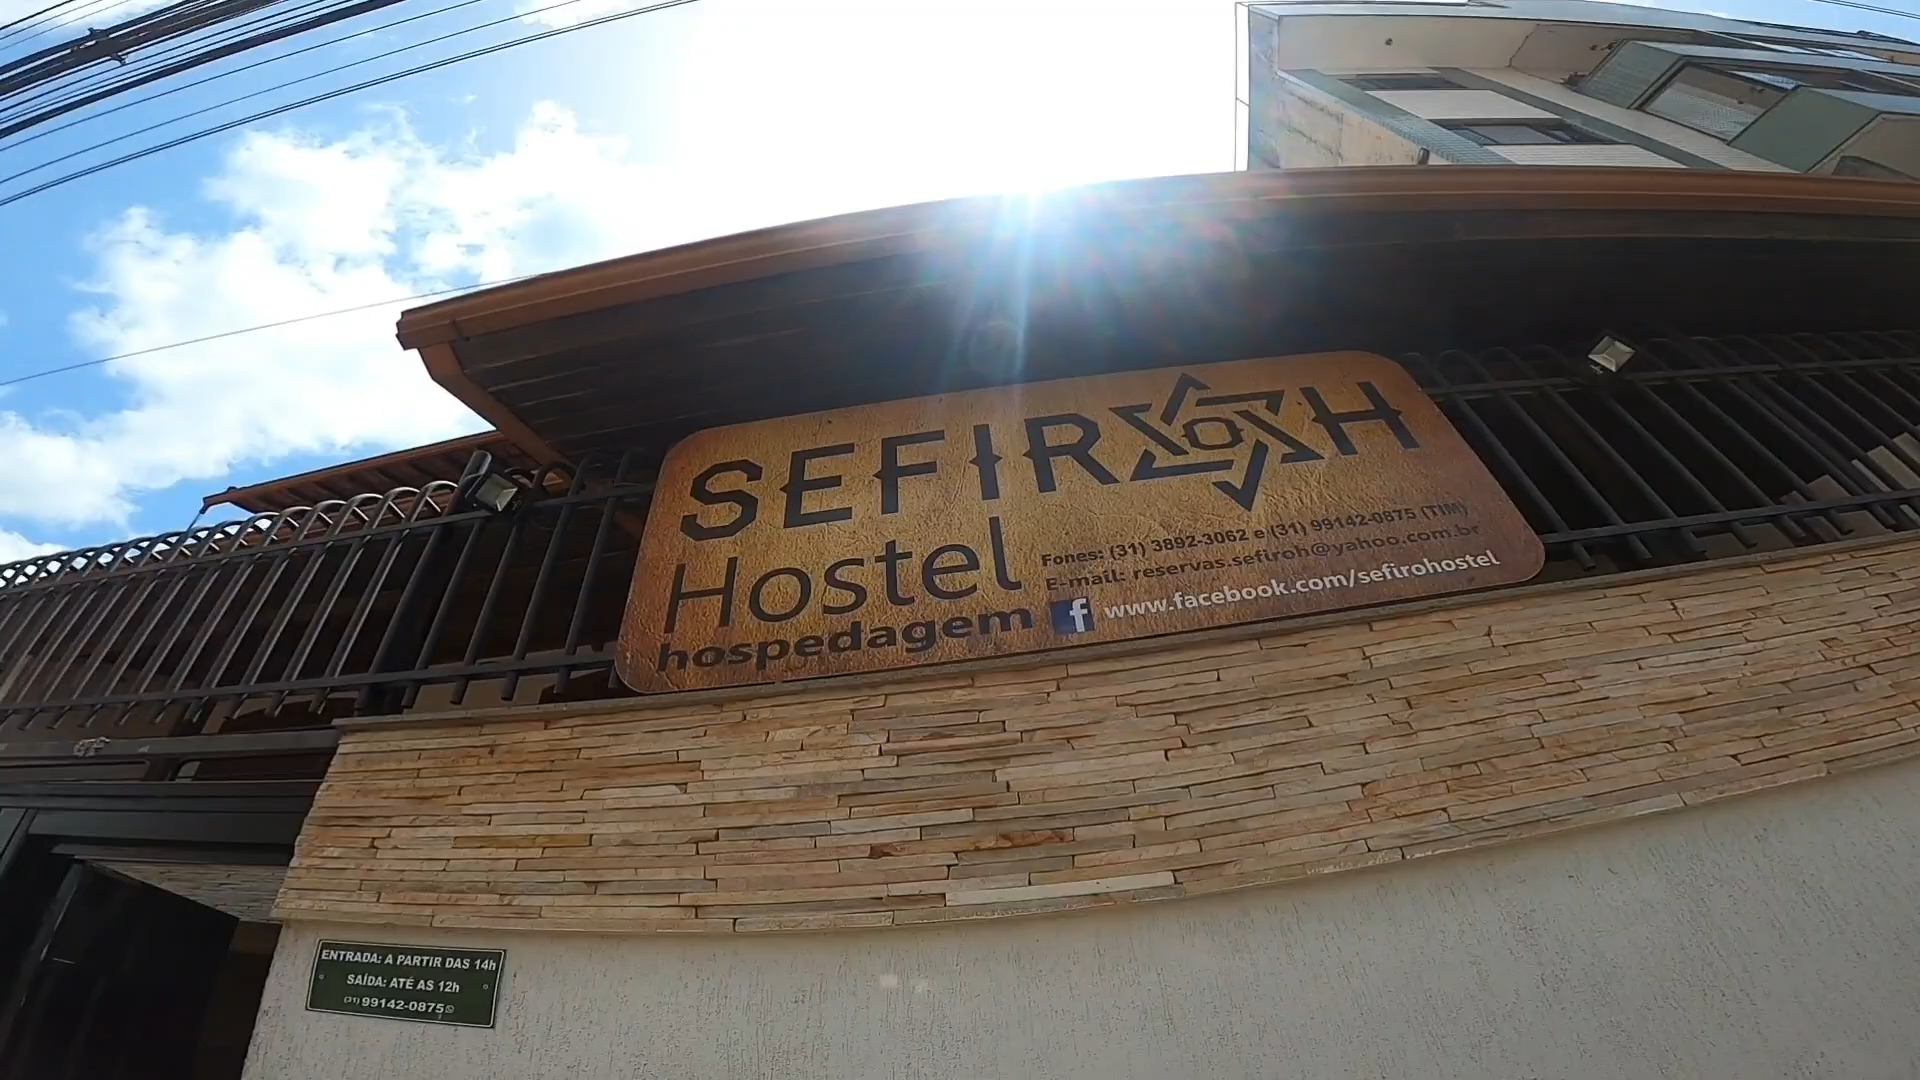 SEFIROH
Hostel
hospedagem
Fones: (31) 3892-3062 e (31) 99142-0875 (TIM)
E-mail: reservas.sefiroh@yahoo.com.br
f www.facebook.com/sefirohostel
ENTRADA: A PARTIR DAS 14h
SAÍDA: ATÉ AS 12h
(31) 99142-0875